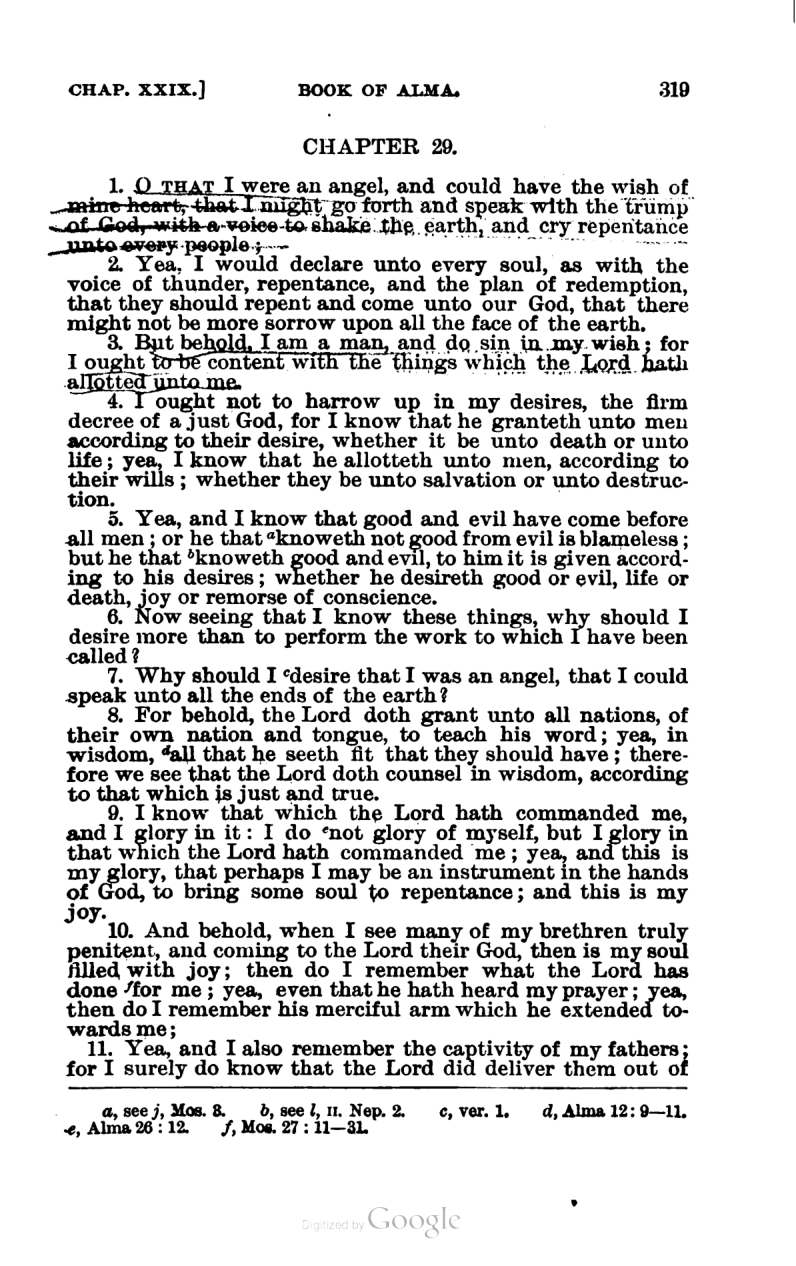 CHAP. XXIX.] BOOK OF ALMA. 319
CHAPTER 29.
1. O THAT I were an angel, and could have the wish of
mine heart, that I might go forth and speak with the trump
of God, with a voice to shake the earth, and cry repentance
unto every people;
2. Yea, I would declare unto every soul, as with the
voice of thunder, repentance, and the plan of redemption,
that they should repent and come unto our God, that there
might not be more sorrow upon all the face of the earth.
3. But behold, I am a man, and do sin in my wish; for
I ought to be content with the things which the Lord hath
allotted unto me.
4. I ought not to harrow up in my desires, the firm
decree of a just God, for I know that he granteth unto men
according to their desire, whether it be unto death or unto
life; yea, I know that he allotteth unto men, according to
their wills; whether they be unto salvation or unto destruc-
tion.
5. Yea, and I know that good and evil have come before
all men; or he that ᵃknoweth not good from evil is blameless;
but he that ᵇknoweth good and evil, to him it is given accord-
ing to his desires; whether he desireth good or evil, life or
death, joy or remorse of conscience.
6. Now seeing that I know these things, why should I
desire more than to perform the work to which I have been
called?
7. Why should I ᶜdesire that I was an angel, that I could
speak unto all the ends of the earth?
8. For behold, the Lord doth grant unto all nations, of
their own nation and tongue, to teach his word; yea, in
wisdom, ᵈall that he seeth fit that they should have; there-
fore we see that the Lord doth counsel in wisdom, according
to that which is just and true.
9. I know that which the Lord hath commanded me,
and I glory in it: I do ᵉnot glory of myself, but I glory in
that which the Lord hath commanded me; yea, and this is
my glory, that perhaps I may be an instrument in the hands
of God, to bring some soul to repentance; and this is my
joy.
10. And behold, when I see many of my brethren truly
penitent, and coming to the Lord their God, then is my soul
filled with joy; then do I remember what the Lord has
done ᶠfor me; yea, even that he hath heard my prayer; yea,
then do I remember his merciful arm which he extended to-
wards me;
11. Yea, and I also remember the captivity of my fathers;
for I surely do know that the Lord did deliver them out of
a, see j, Mos. 3. b, see l, II. Nep. 2. c, ver. 1. d, Alma 12: 9—11.
e, Alma 26: 12. f, Mos. 27: 11—31.
Digitized by Google